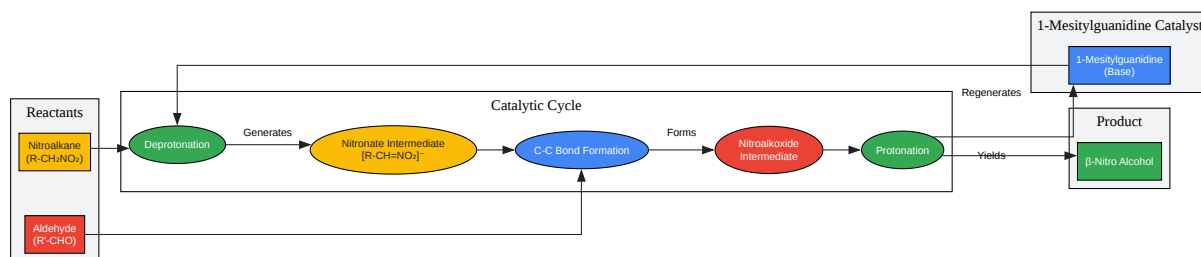 1-Mesitylguanidine Catalyst
1-Mesitylguanidine
(Base)
Reactants
Nitroalkane
(R-CH₂NO₂)
Aldehyde
(R'-CHO)
Catalytic Cycle
Deprotonation
Generates
Nitronate Intermediate
[R-CH=NO₂]⁻
C-C Bond Formation
Forms
Nitroalkoxide
Intermediate
Protonation
Regenerates
Yields
Product
β-Nitro Alcohol